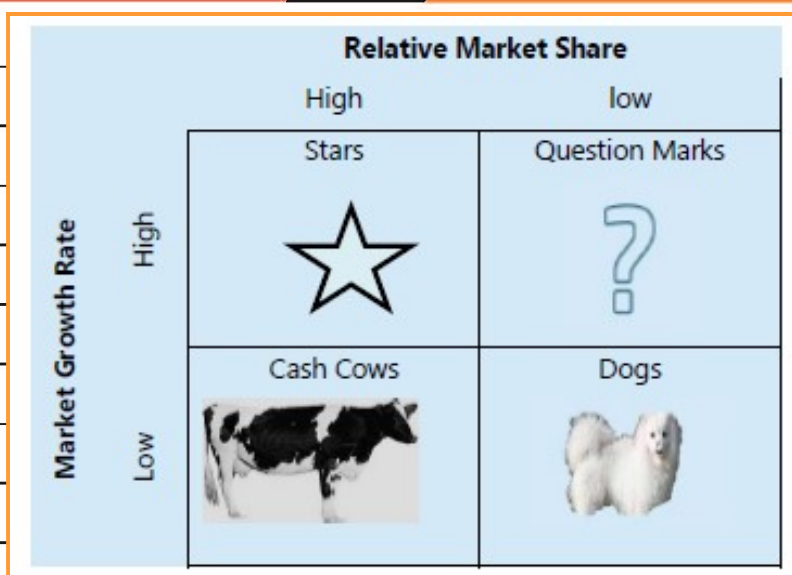 Relative Market Share
High low
Stars Question Marks
Market Growth Rate
High
Cash Cows Dogs
Low